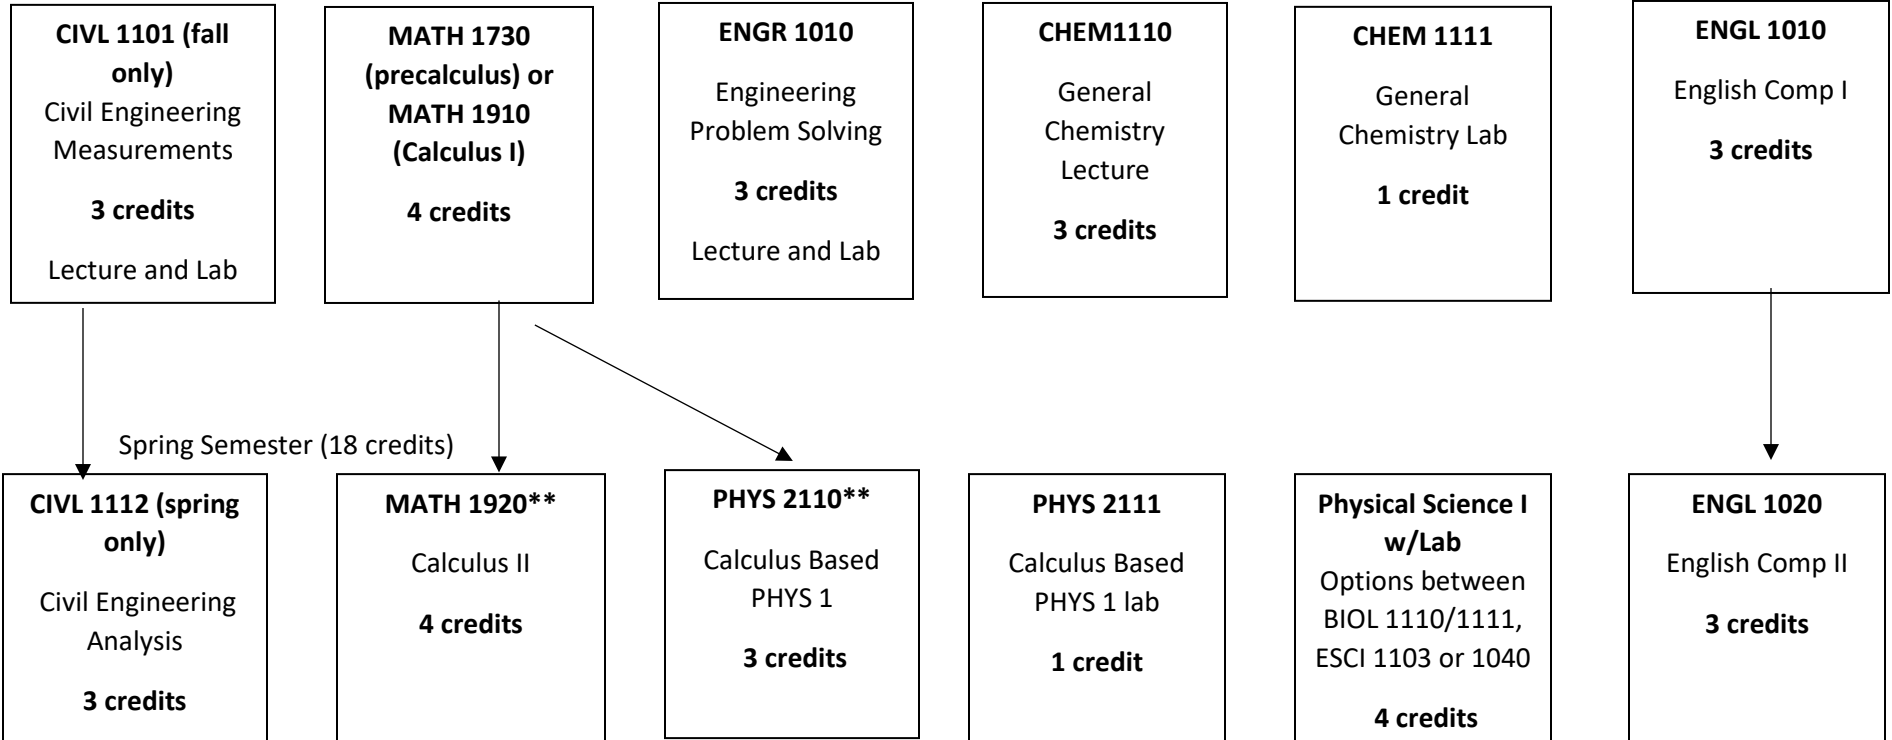 CIVL 1101 (fall
only)
Civil Engineering
Measurements
3 credits
Lecture and Lab
MATH 1730
(precalculus) or
MATH 1910
(Calculus I)
4 credits
ENGR 1010
Engineering
Problem Solving
3 credits
Lecture and Lab
CHEM1110
General
Chemistry
Lecture
3 credits
CHEM 1111
General
Chemistry Lab
1 credit
ENGL 1010
English Comp I
3 credits
Spring Semester (18 credits)
CIVL 1112 (spring
only)
Civil Engineering
Analysis
3 credits
MATH 1920**
Calculus II
4 credits
PHYS 2110**
Calculus Based
PHYS 1
3 credits
PHYS 2111
Calculus Based
PHYS 1 lab
1 credit
Physical Science I
w/Lab
Options between
BIOL 1110/1111,
ESCI 1103 or 1040
4 credits
ENGL 1020
English Comp II
3 credits